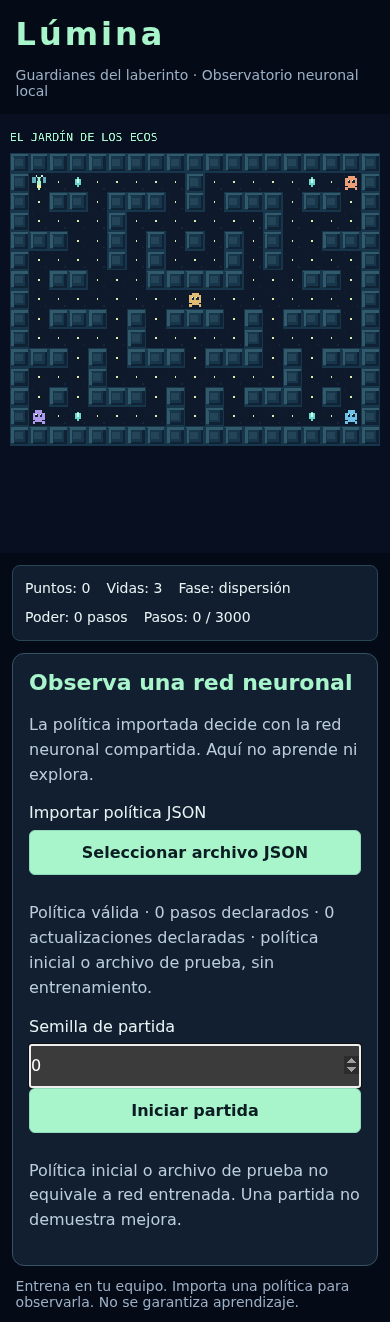 Lúmina
Guardianes del laberinto · Observatorio neuronal
local
EL JARDÍN DE LOS ECOS
Puntos: 0 Vidas: 3 Fase: dispersión
Poder: 0 pasos Pasos: 0 / 3000
Observa una red neuronal
La política importada decide con la red
neuronal compartida. Aquí no aprende ni
explora.
Importar política JSON
Seleccionar archivo JSON
Política válida · 0 pasos declarados · 0
actualizaciones declaradas · política
inicial o archivo de prueba, sin
entrenamiento.
Semilla de partida
0
Iniciar partida
Política inicial o archivo de prueba no
equivale a red entrenada. Una partida no
demuestra mejora.
Entrena en tu equipo. Importa una política para
observarla. No se garantiza aprendizaje.